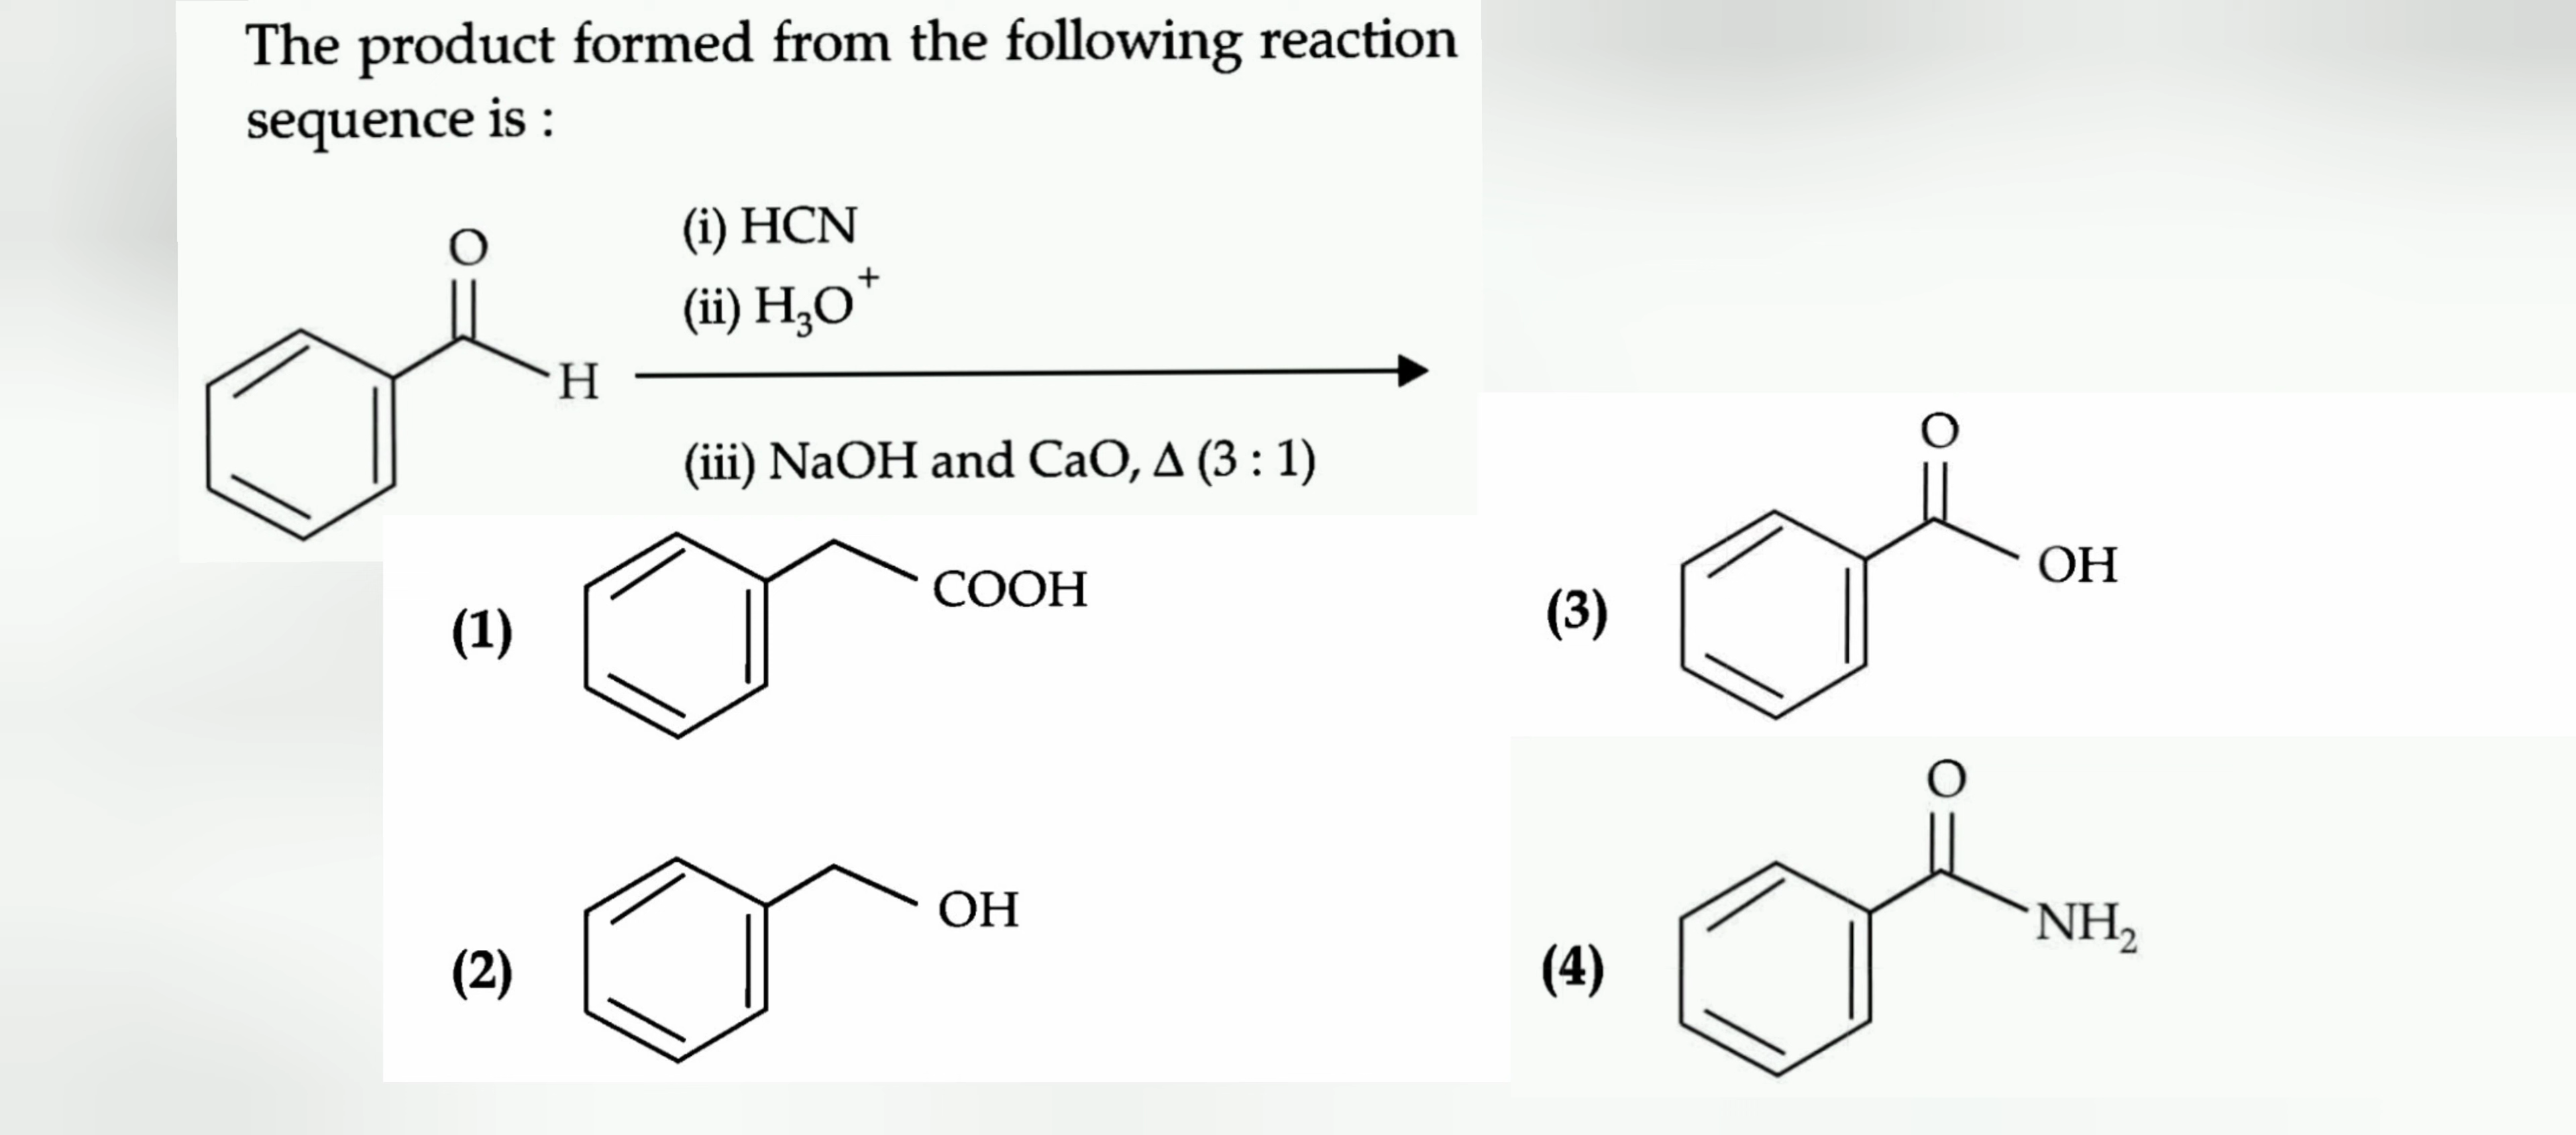 The product formed from the following reaction
sequence is :
O
H
(i) HCN
(ii) H₃O⁺
(iii) NaOH and CaO, Δ (3 : 1)
(1)
COOH
(2)
OH
(3)
O
OH
(4)
O
NH₂